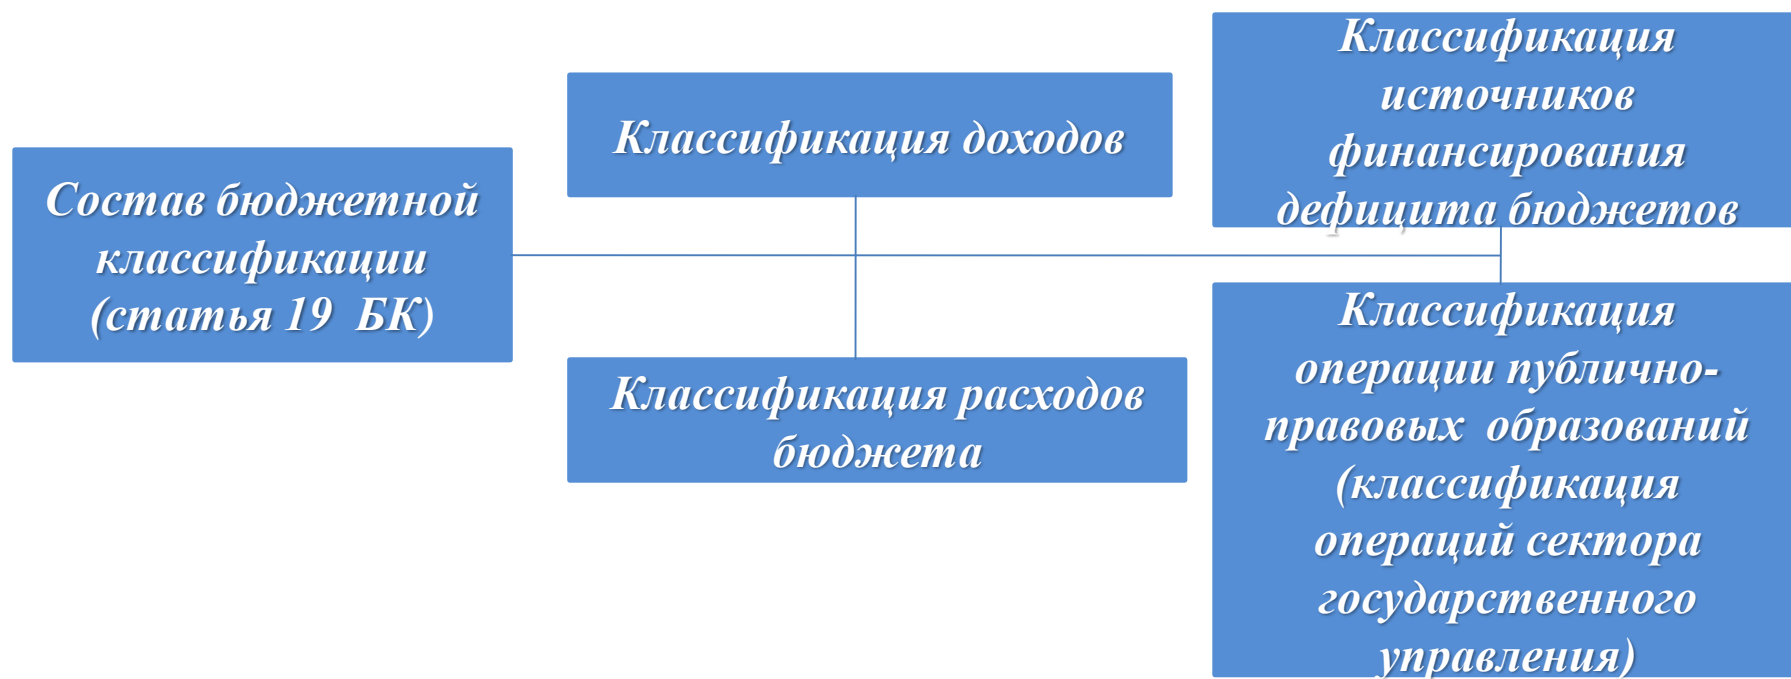 Состав бюджетной
классификации
(статья 19 БК)
Классификация доходов
Классификация расходов
бюджета
Классификация
источников
финансирования
дефицита бюджетов
Классификация
операции публично-
правовых образований
(классификация
операций сектора
государственного
управления)